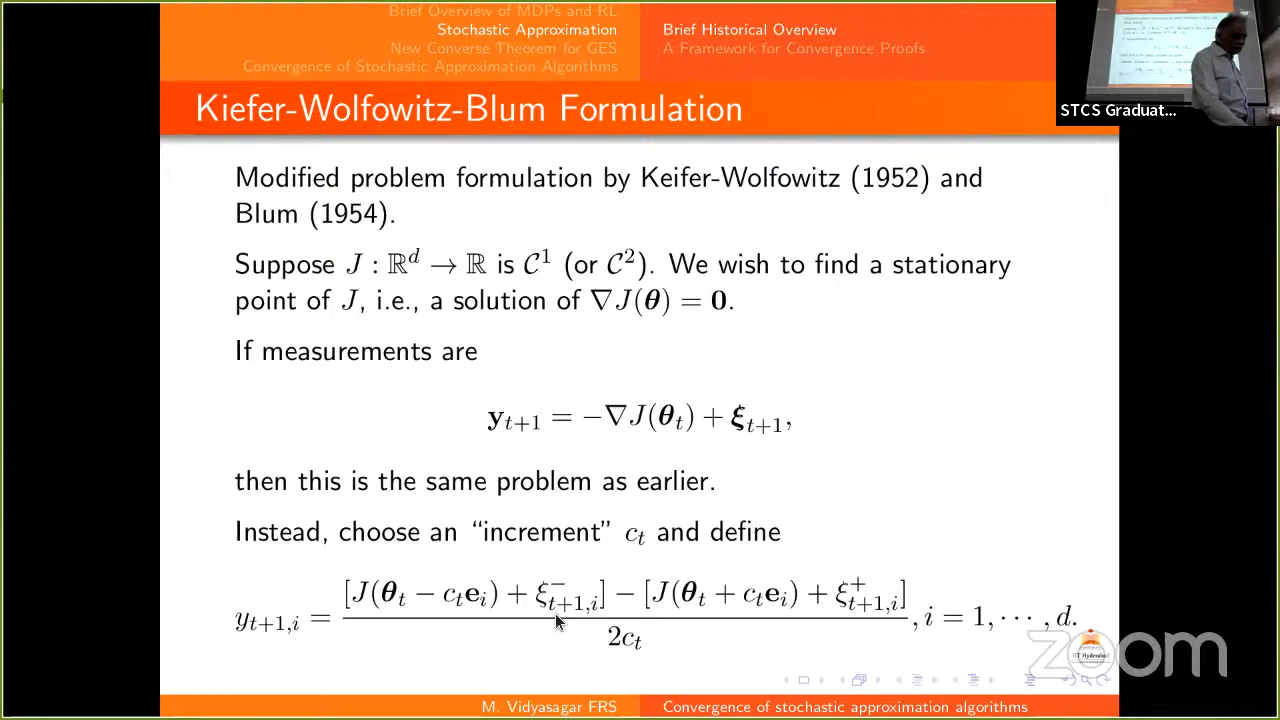 Brief Overview of MDPs and RL
Stochastic Approximation
New Converse Theorem for GES
Convergence of Stochastic Approximation Algorithms
Brief Historical Overview
A Framework for Convergence Proofs
STCS Graduat...
Kiefer-Wolfowitz-Blum Formulation
Modified problem formulation by Keifer-Wolfowitz (1952) and
Blum (1954).
Suppose J : ℝ^d → ℝ is 𝒞^1 (or 𝒞^2). We wish to find a stationary
point of J, i.e., a solution of ∇J(θ) = 0.
If measurements are
y_{t+1} = −∇J(θ_t) + ξ_{t+1},
then this is the same problem as earlier.
Instead, choose an “increment” c_t and define
y_{t+1,i} = \frac{[J(θ_t − c_t e_i) + ξ^−_{t+1,i}] − [J(θ_t + c_t e_i) + ξ^+_{t+1,i}]}{2c_t}, i = 1, ⋯ , d.
zoom
M. Vidyasagar FRS
Convergence of stochastic approximation algorithms